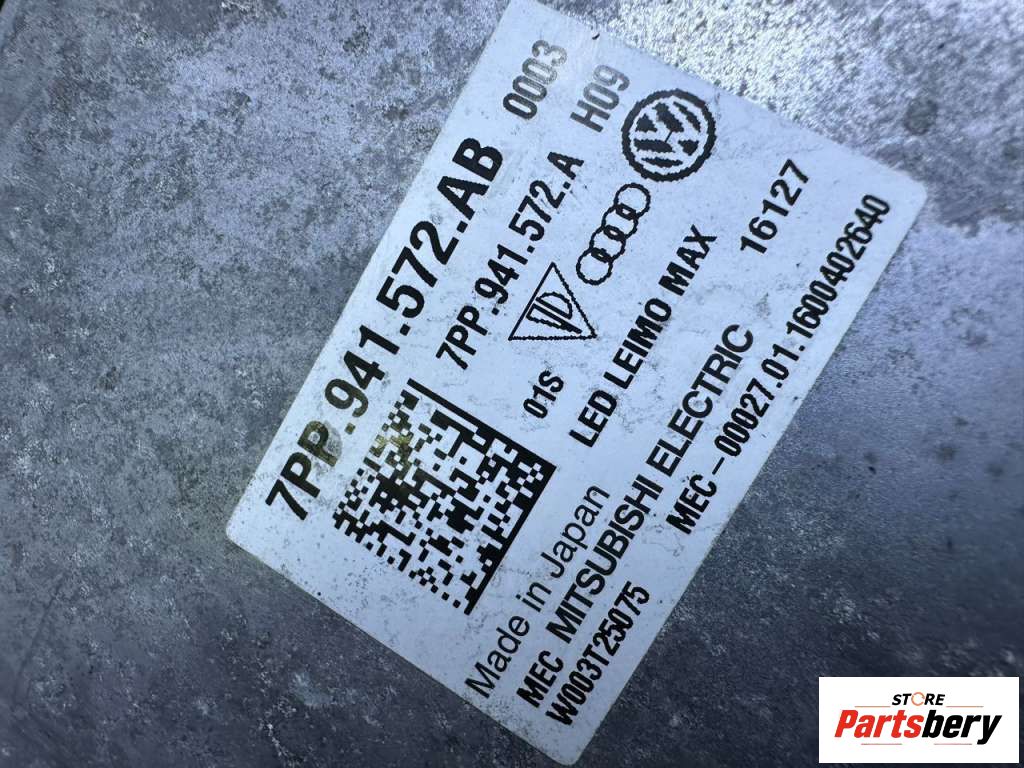 7PP.941.572.AB 0003
7PP.941.572.A H09
01S
LED LEIMO MAX 16127
Made in Japan
MEC MITSUBISHI ELECTRIC
W003T25075 MEC-00027.01.1600402640
STORE
Partsbery